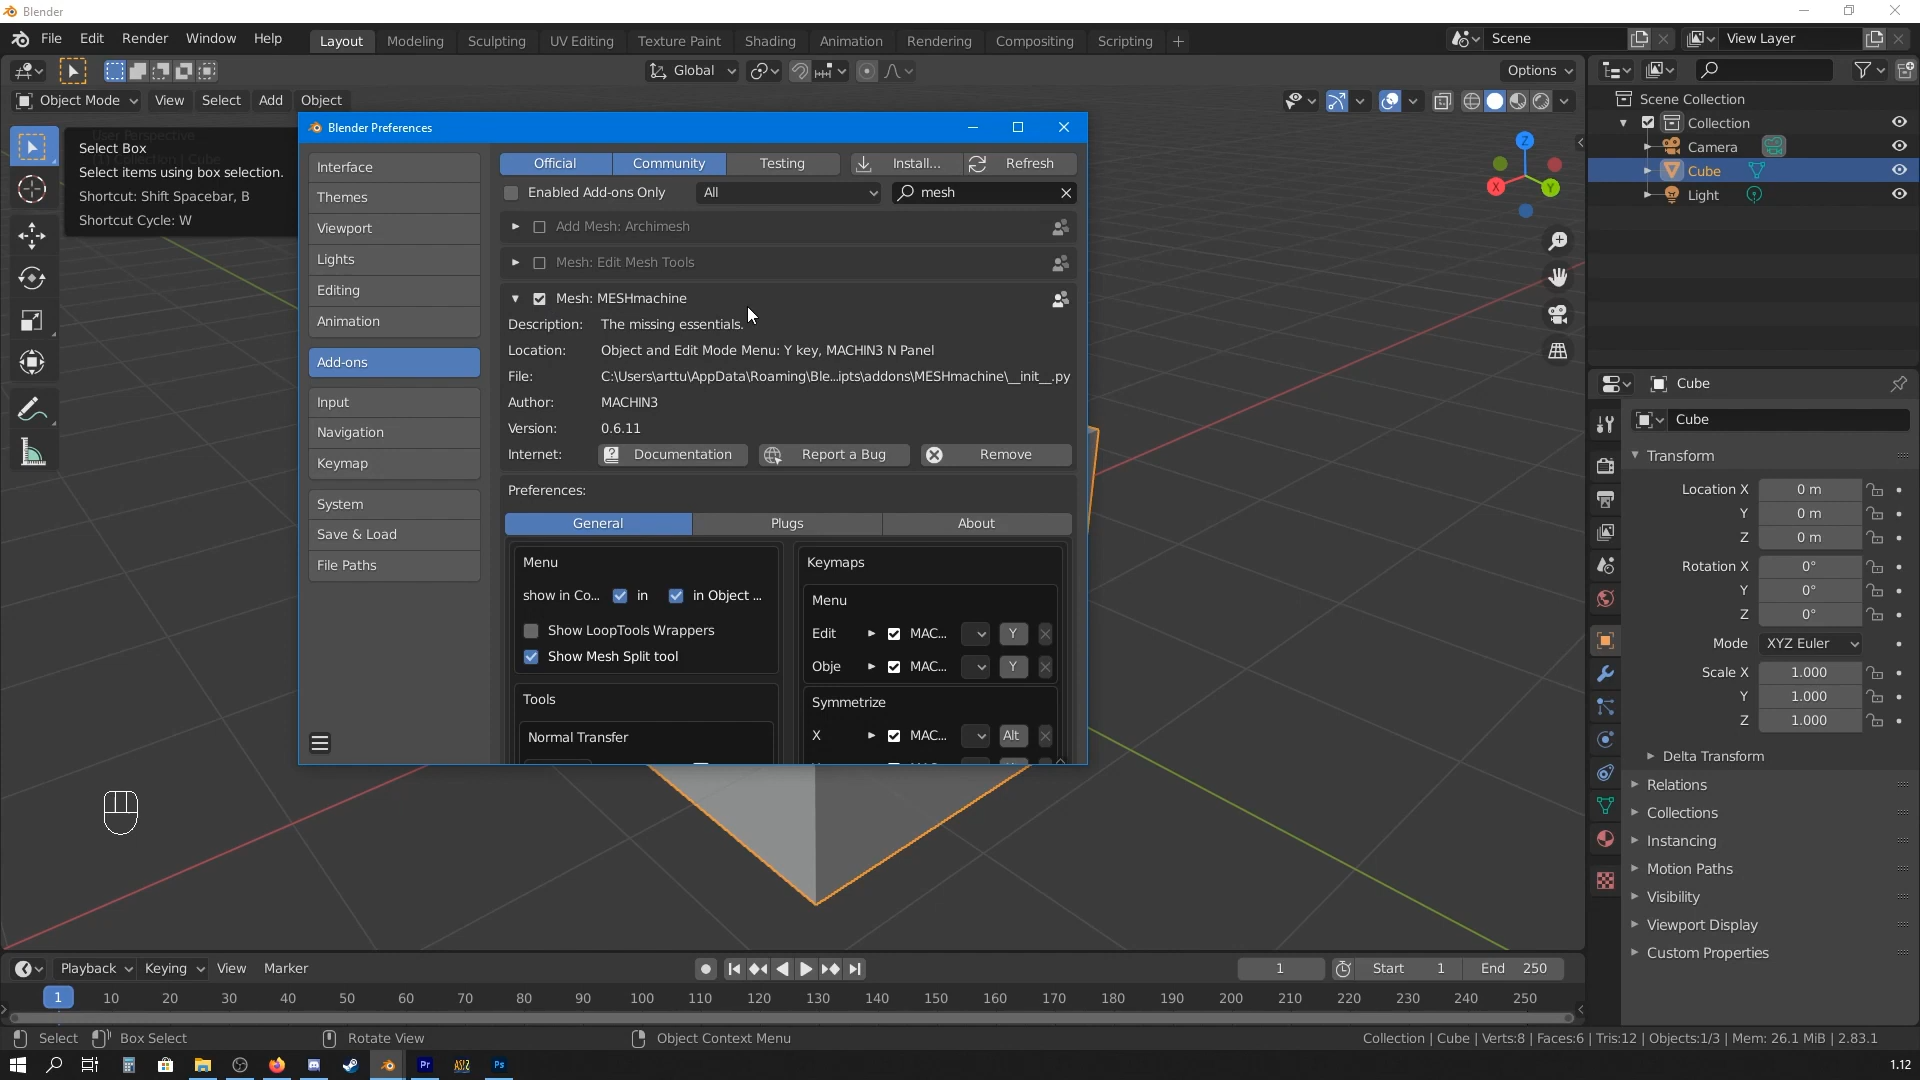 Blender
File Edit Render Window Help
Layout Modeling Sculpting UV Editing Texture Paint Shading Animation Rendering Compositing Scripting +
Scene
View Layer
Global
Options
Object Mode View Select Add Object
User Perspective
Select Box
Select items using box selection.
Shortcut: Shift Spacebar, B
Shortcut Cycle: W
Z
X
Y
Blender Preferences
Interface
Themes
Viewport
Lights
Editing
Animation
Add-ons
Input
Navigation
Keymap
System
Save & Load
File Paths
Official Community Testing Install... Refresh
Enabled Add-ons Only All mesh
Add Mesh: Archimesh
Mesh: Edit Mesh Tools
Mesh: MESHmachine
Description: The missing essentials.
Location: Object and Edit Mode Menu: Y key, MACHIN3 N Panel
File: C:\Users\arttu\AppData\Roaming\Ble...ipts\addons\MESHmachine\__init__.py
Author: MACHIN3
Version: 0.6.11
Internet: Documentation Report a Bug Remove
Preferences:
General Plugs About
Menu
show in Co... in in Object ...
Show LoopTools Wrappers
Show Mesh Split tool
Tools
Normal Transfer
Keymaps
Menu
Edit MAC... Y
Obje MAC... Y
Symmetrize
X MAC... Alt
Scene Collection
Collection
Camera
Cube
Light
Cube
Cube
Transform
Location X 0 m
Y 0 m
Z 0 m
Rotation X 0°
Y 0°
Z 0°
Mode XYZ Euler
Scale X 1.000
Y 1.000
Z 1.000
Delta Transform
Relations
Collections
Instancing
Motion Paths
Visibility
Viewport Display
Custom Properties
Playback Keying View Marker
1 Start 1 End 250
1 10 20 30 40 50 60 70 80 90 100 110 120 130 140 150 160 170 180 190 200 210 220 230 240 250
Select Box Select Rotate View Object Context Menu
Collection | Cube | Verts:8 | Faces:6 | Tris:12 | Objects:1/3 | Mem: 26.1 MiB | 2.83.1
Pr
Ps
1.12